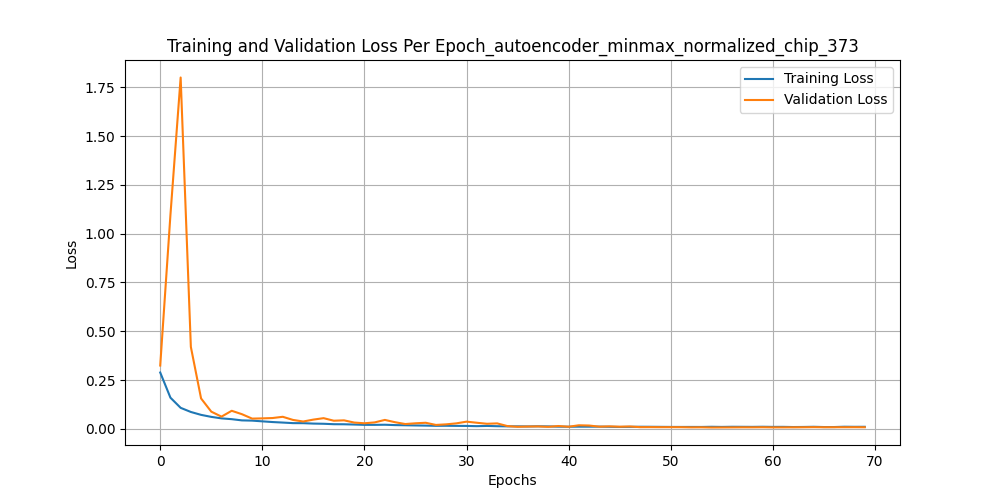 Training and Validation Loss Per Epoch_autoencoder_minmax_normalized_chip_373
Training Loss
Validation Loss
Loss
1.75
1.50
1.25
1.00
0.75
0.50
0.25
0.00
0 10 20 30 40 50 60 70
Epochs